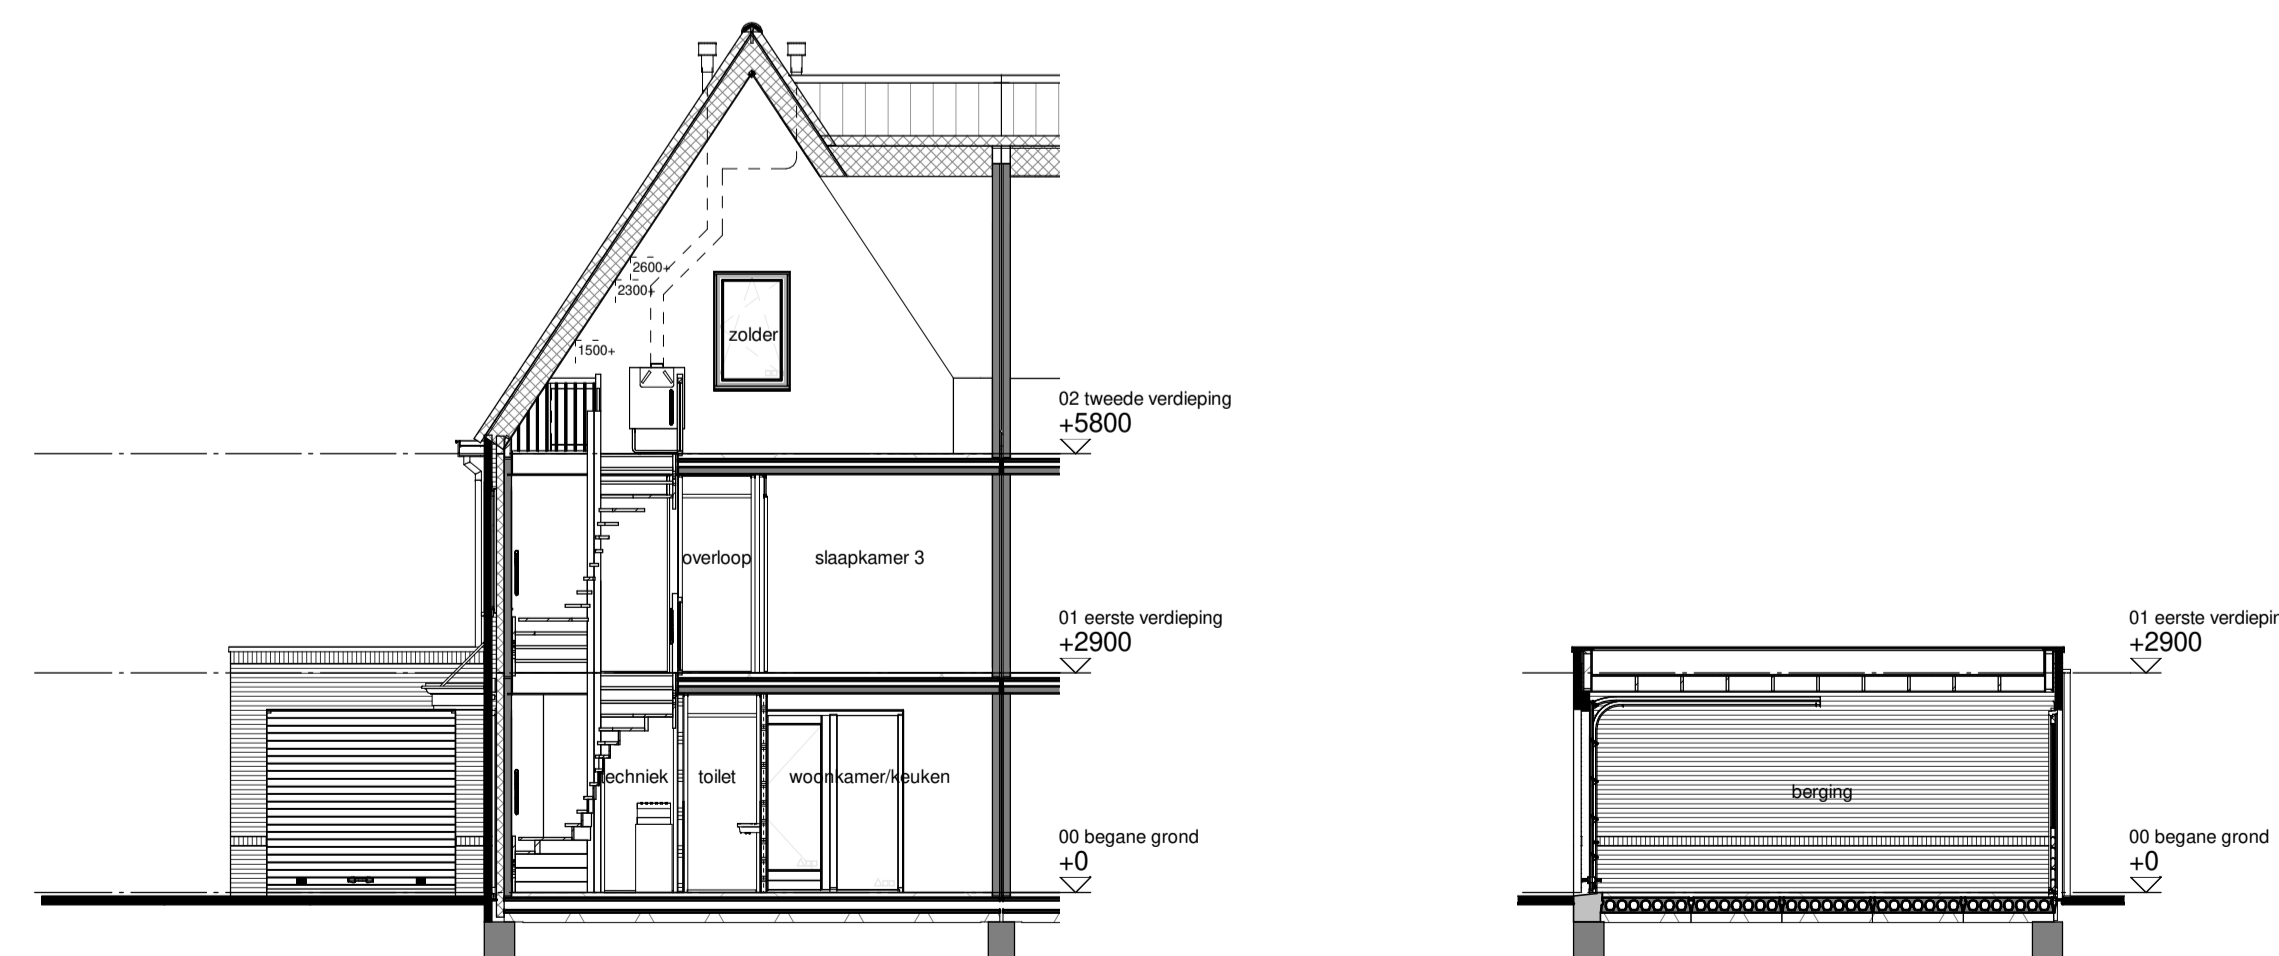 2600+
2300+
zolder
1500+
02 tweede verdieping
+5800
overloop
slaapkamer 3
01 eerste verdieping
+2900
techniek
toilet
woonkamer/keuken
00 begane grond
+0
01 eerste verdiepir
+2900
berging
00 begane grond
+0